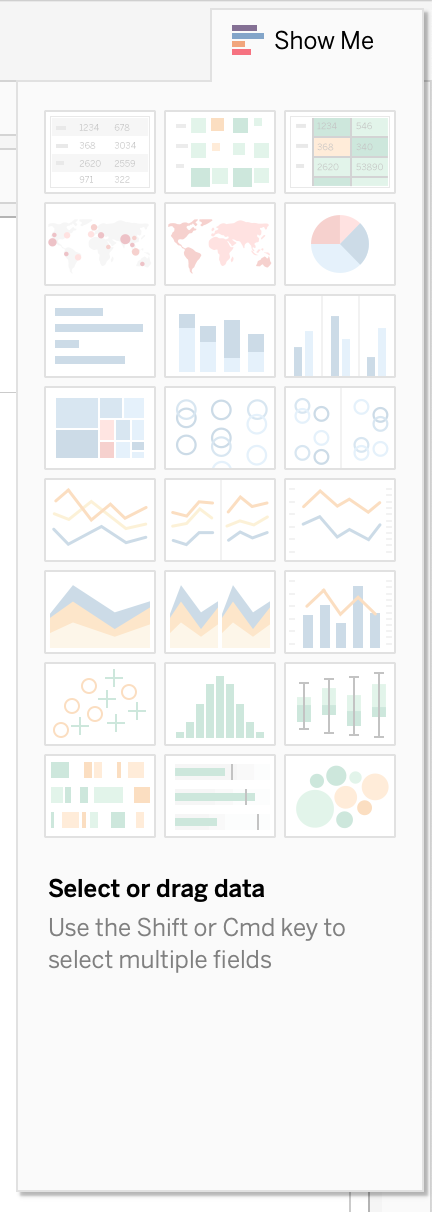 Show Me
1234 678
368 3034
2620 2559
971 322
1234 546
368 340
2620 53890
Select or drag data
Use the Shift or Cmd key to
select multiple fields